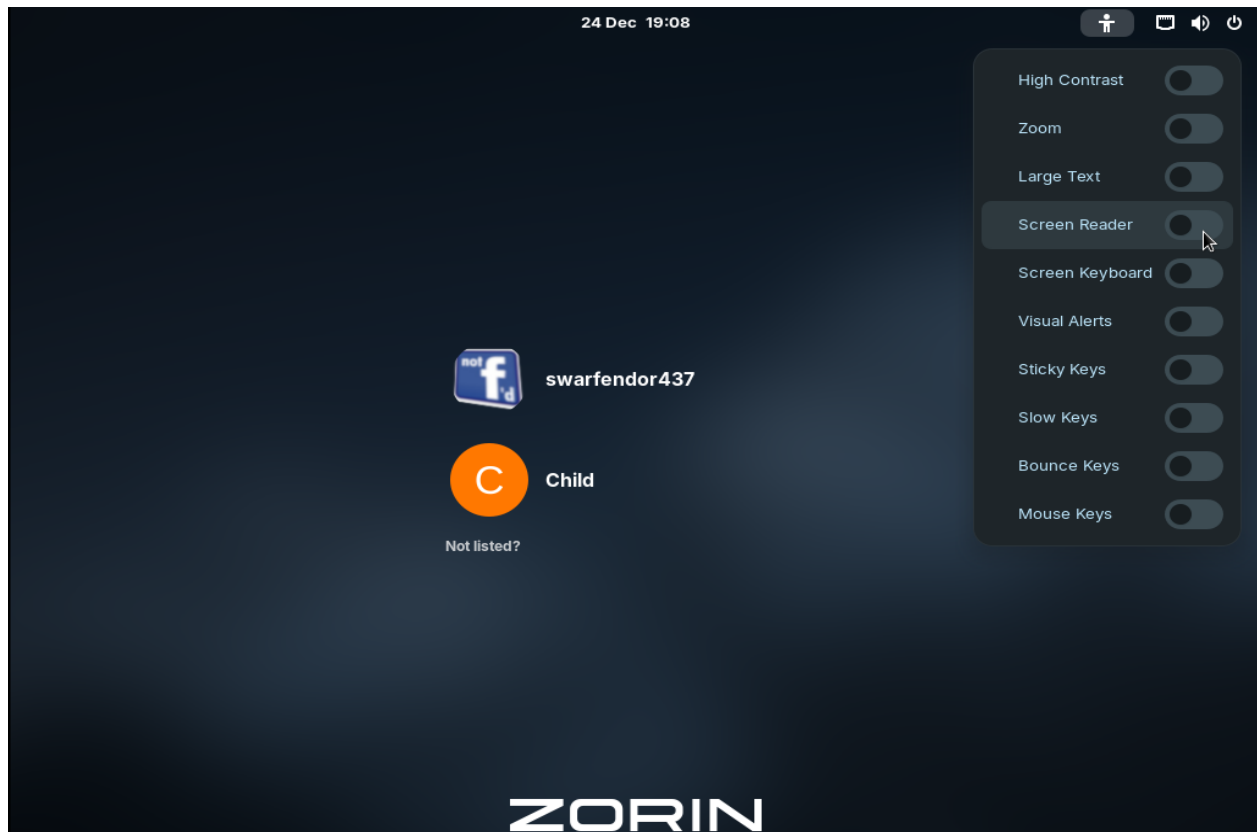 24 Dec 19:08
High Contrast
Zoom
Large Text
Screen Reader
Screen Keyboard
Visual Alerts
Sticky Keys
Slow Keys
Bounce Keys
Mouse Keys
not f 'd
swarfendor437
C
Child
Not listed?
ZORIN